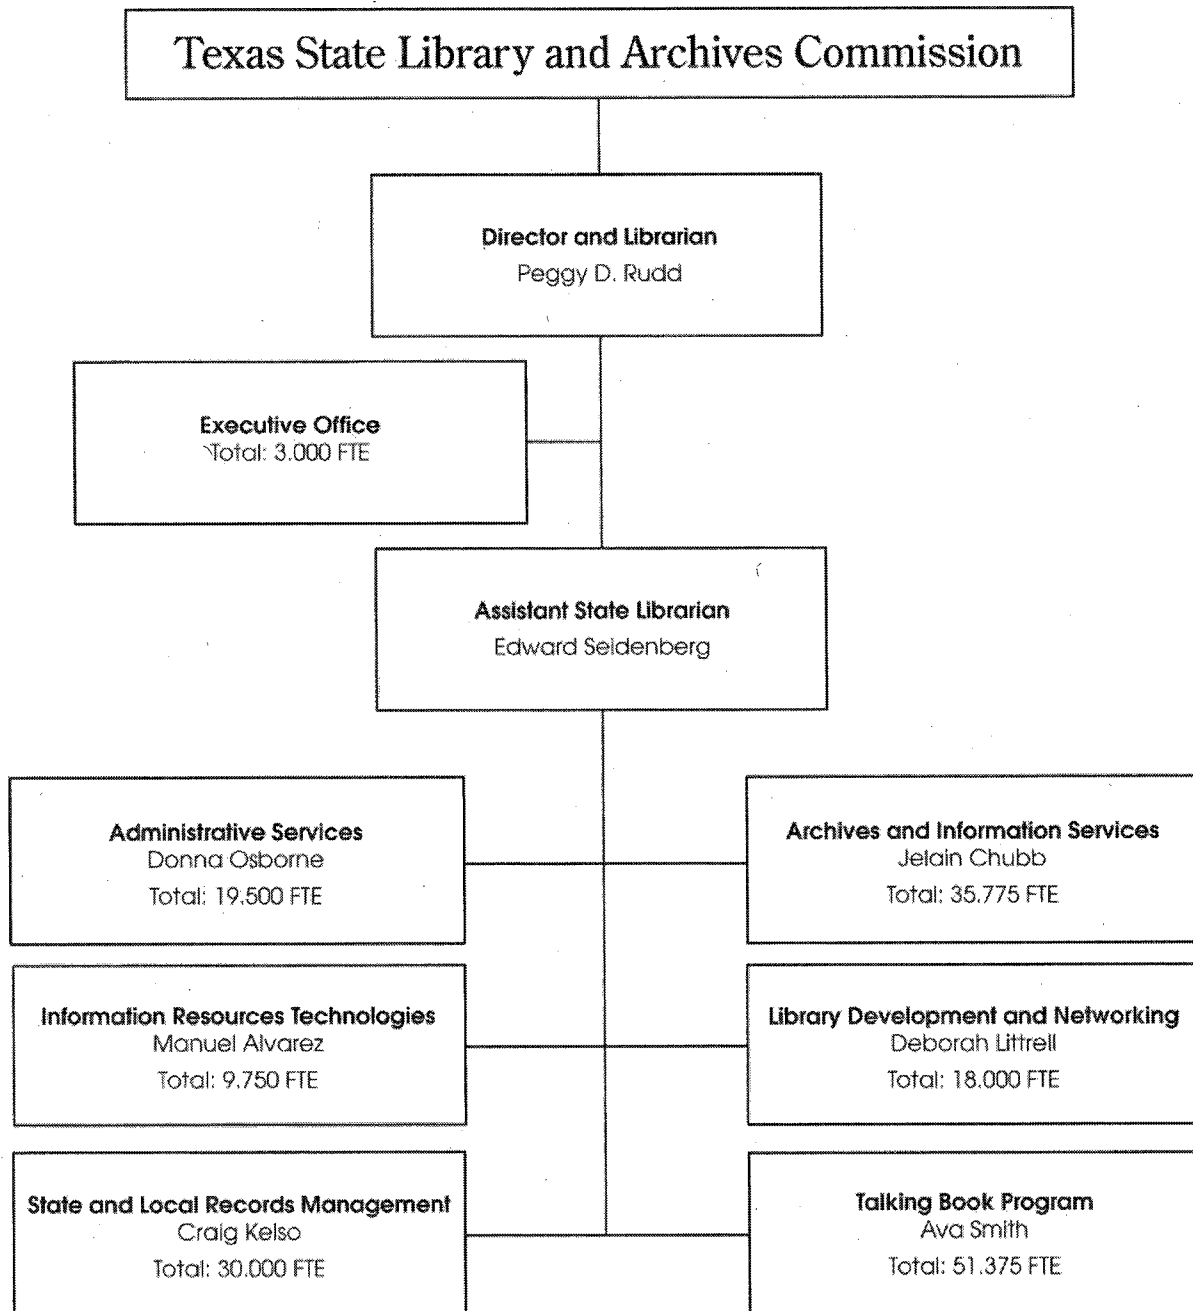 Texas State Library and Archives Commission
Director and Librarian
Peggy D. Rudd
Executive Office
Total: 3.000 FTE
Assistant State Librarian
Edward Seidenberg
Administrative Services
Donna Osborne
Total: 19.500 FTE
Archives and Information Services
Jelain Chubb
Total: 35.775 FTE
Information Resources Technologies
Manuel Alvarez
Total: 9.750 FTE
Library Development and Networking
Deborah Littrell
Total: 18.000 FTE
State and Local Records Management
Craig Kelso
Total: 30.000 FTE
Talking Book Program
Ava Smith
Total: 51.375 FTE